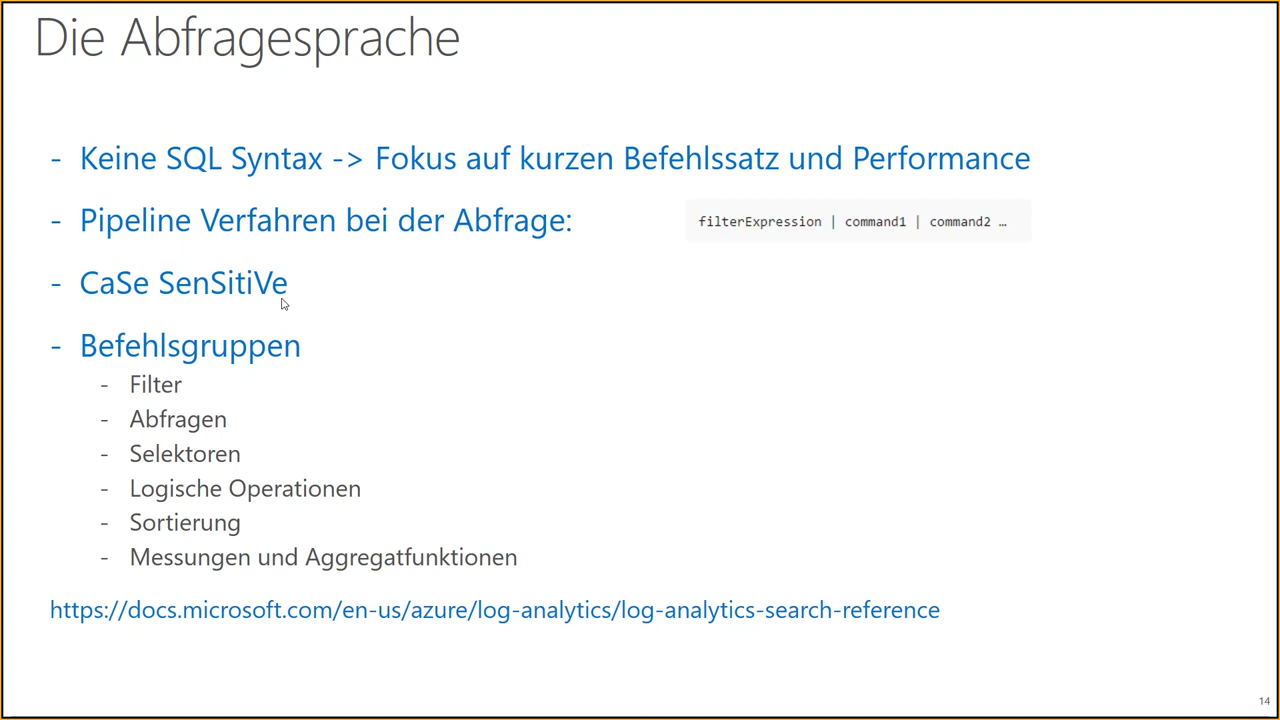 Die Abfragesprache
- Keine SQL Syntax -> Fokus auf kurzen Befehlssatz und Performance
- Pipeline Verfahren bei der Abfrage:
filterExpression | command1 | command2 …
- CaSe SenSitiVe
- Befehlsgruppen
- Filter
- Abfragen
- Selektoren
- Logische Operationen
- Sortierung
- Messungen und Aggregatfunktionen
https://docs.microsoft.com/en-us/azure/log-analytics/log-analytics-search-reference
14